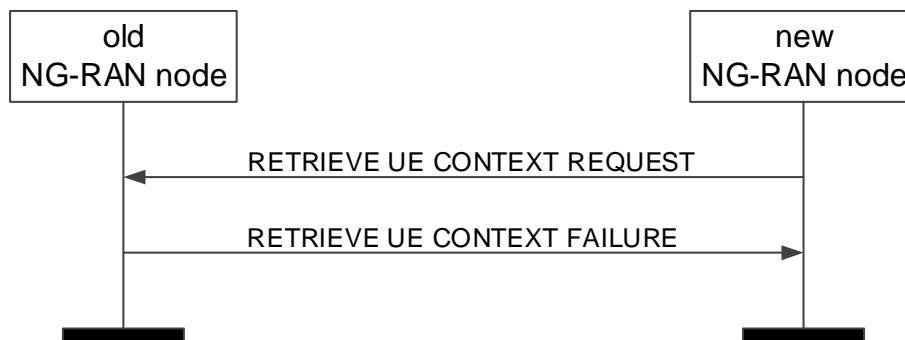 old
NG-RAN node
new
NG-RAN node
RETRIEVE UE CONTEXT REQUEST
RETRIEVE UE CONTEXT FAILURE